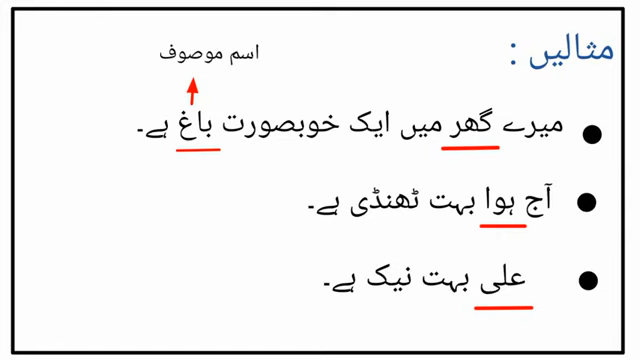 مثالیں :
اسم موصوف
میرے گھر میں ایک خوبصورت باغ ہے۔
آج ہوا بہت ٹھنڈی ہے۔
علی بہت نیک ہے۔